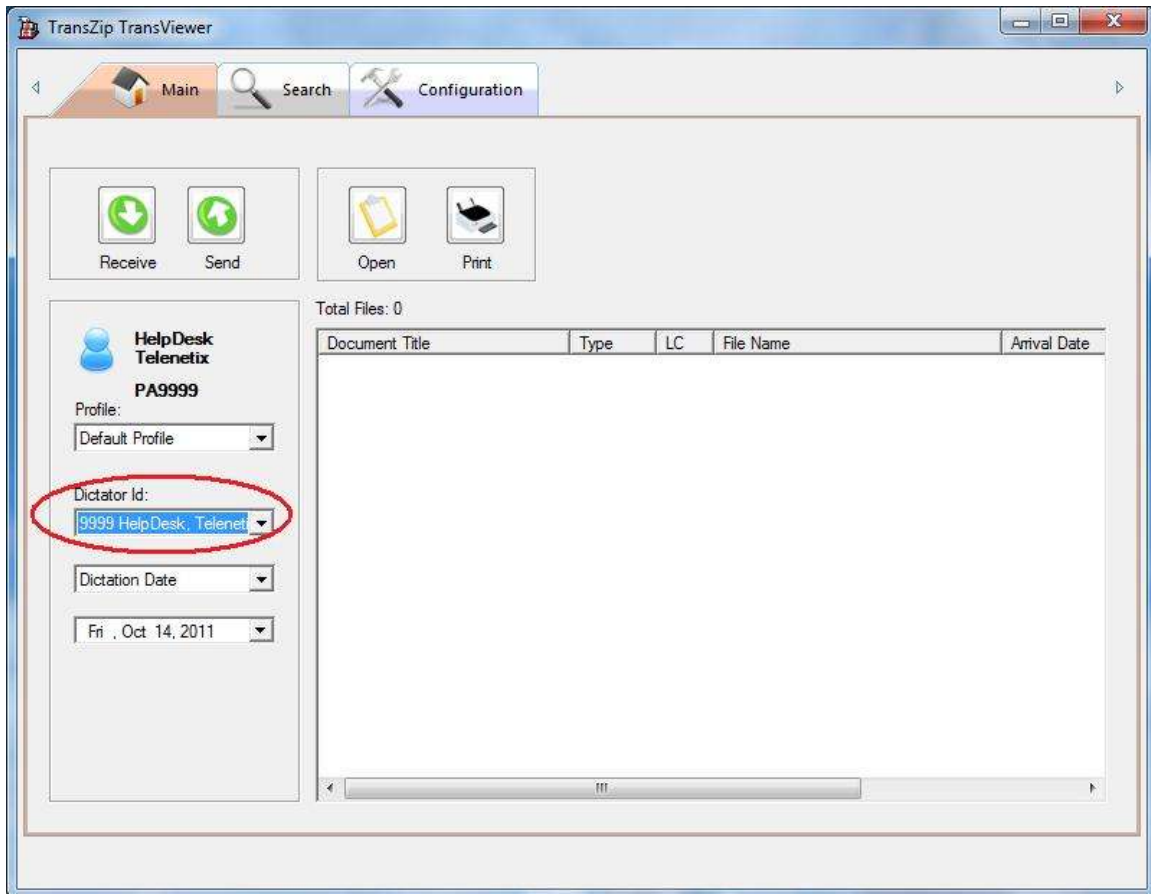 TransZip TransViewer
Main
Search
Configuration
Receive
Send
Open
Print
HelpDesk
Telenetix
PA9999
Profile:
Default Profile
Dictator Id:
9999 HelpDesk, Teleneti
Dictation Date
Fri , Oct 14, 2011
Total Files: 0
Document Title
Type
LC
File Name
Arrival Date